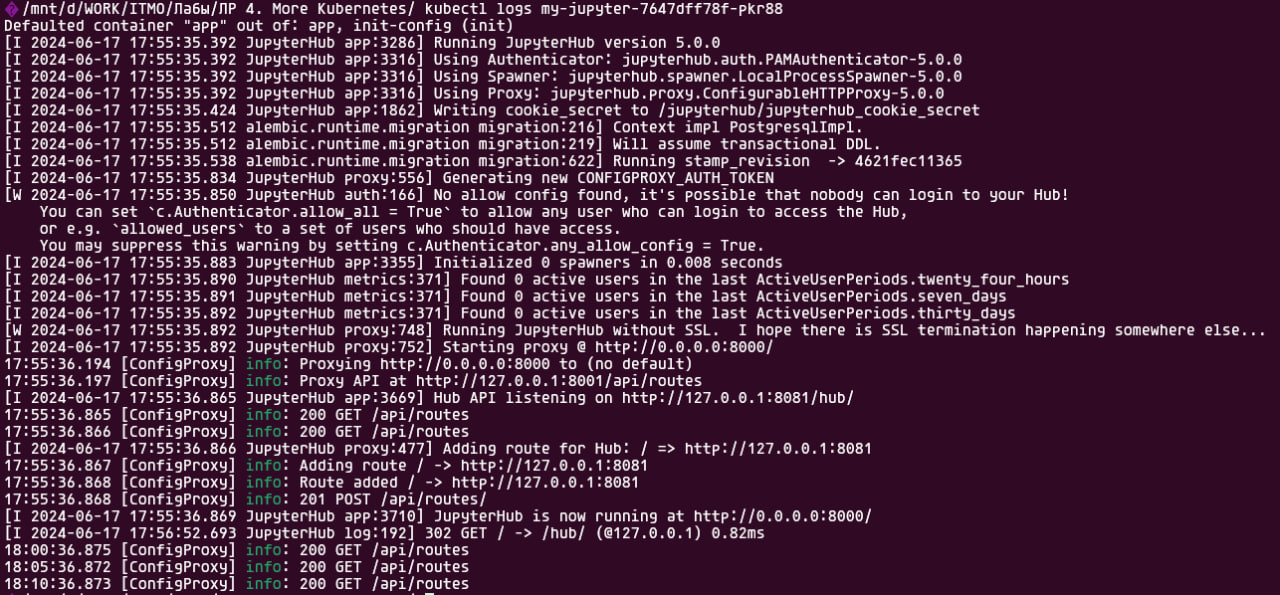 /mnt/d/WORK/ITMO/Лабы/ПР 4. More Kubernetes/ kubectl logs my-jupyter-7647dff78f-pkr88
Defaulted container "app" out of: app, init-config (init)
[I 2024-06-17 17:55:35.392 JupyterHub app:3286] Running JupyterHub version 5.0.0
[I 2024-06-17 17:55:35.392 JupyterHub app:3316] Using Authenticator: jupyterhub.auth.PAMAuthenticator-5.0.0
[I 2024-06-17 17:55:35.392 JupyterHub app:3316] Using Spawner: jupyterhub.spawner.LocalProcessSpawner-5.0.0
[I 2024-06-17 17:55:35.392 JupyterHub app:3316] Using Proxy: jupyterhub.proxy.ConfigurableHTTPProxy-5.0.0
[I 2024-06-17 17:55:35.424 JupyterHub app:1862] Writing cookie_secret to /jupyterhub/jupyterhub_cookie_secret
[I 2024-06-17 17:55:35.512 alembic.runtime.migration migration:216] Context impl PostgresqlImpl.
[I 2024-06-17 17:55:35.512 alembic.runtime.migration migration:219] Will assume transactional DDL.
[I 2024-06-17 17:55:35.538 alembic.runtime.migration migration:622] Running stamp_revision  -> 4621fec11365
[I 2024-06-17 17:55:35.834 JupyterHub proxy:556] Generating new CONFIGPROXY_AUTH_TOKEN
[W 2024-06-17 17:55:35.850 JupyterHub auth:166] No allow config found, it's possible that nobody can login to your Hub!
    You can set `c.Authenticator.allow_all = True` to allow any user who can login to access the Hub,
    or e.g. `allowed_users` to a set of users who should have access.
    You may suppress this warning by setting c.Authenticator.any_allow_config = True.
[I 2024-06-17 17:55:35.883 JupyterHub app:3355] Initialized 0 spawners in 0.008 seconds
[I 2024-06-17 17:55:35.890 JupyterHub metrics:371] Found 0 active users in the last ActiveUserPeriods.twenty_four_hours
[I 2024-06-17 17:55:35.891 JupyterHub metrics:371] Found 0 active users in the last ActiveUserPeriods.seven_days
[I 2024-06-17 17:55:35.892 JupyterHub metrics:371] Found 0 active users in the last ActiveUserPeriods.thirty_days
[W 2024-06-17 17:55:35.892 JupyterHub proxy:748] Running JupyterHub without SSL.  I hope there is SSL termination happening somewhere else...
[I 2024-06-17 17:55:35.892 JupyterHub proxy:752] Starting proxy @ http://0.0.0.0:8000/
17:55:36.194 [ConfigProxy] info: Proxying http://0.0.0.0:8000 to (no default)
17:55:36.197 [ConfigProxy] info: Proxy API at http://127.0.0.1:8001/api/routes
[I 2024-06-17 17:55:36.865 JupyterHub app:3669] Hub API listening on http://127.0.0.1:8081/hub/
17:55:36.865 [ConfigProxy] info: 200 GET /api/routes
17:55:36.866 [ConfigProxy] info: 200 GET /api/routes
[I 2024-06-17 17:55:36.866 JupyterHub proxy:477] Adding route for Hub: / => http://127.0.0.1:8081
17:55:36.867 [ConfigProxy] info: Adding route / -> http://127.0.0.1:8081
17:55:36.868 [ConfigProxy] info: Route added / -> http://127.0.0.1:8081
17:55:36.868 [ConfigProxy] info: 201 POST /api/routes/
[I 2024-06-17 17:55:36.869 JupyterHub app:3710] JupyterHub is now running at http://0.0.0.0:8000/
[I 2024-06-17 17:56:52.693 JupyterHub log:192] 302 GET / -> /hub/ (@127.0.0.1) 0.82ms
18:00:36.875 [ConfigProxy] info: 200 GET /api/routes
18:05:36.872 [ConfigProxy] info: 200 GET /api/routes
18:10:36.873 [ConfigProxy] info: 200 GET /api/routes